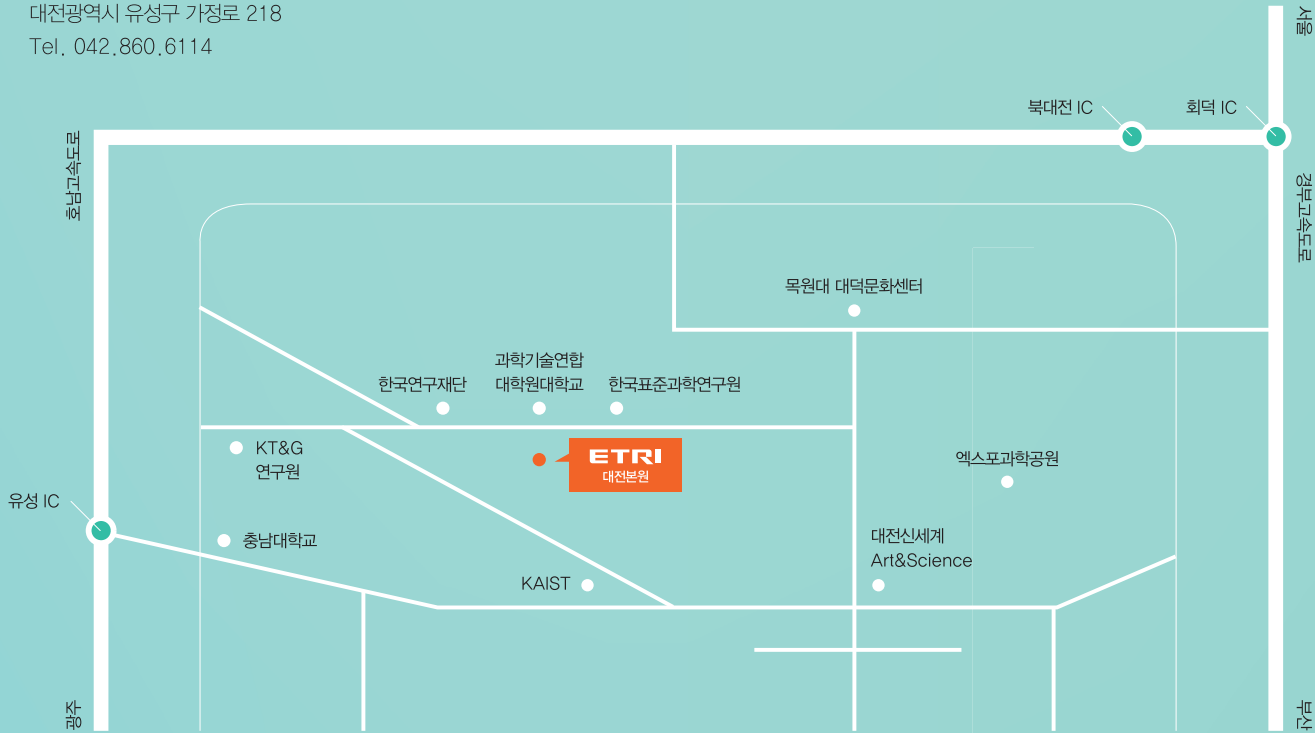 대전광역시 유성구 가정로 218
Tel. 042.860.6114
서울
북대전 IC
회덕 IC
호남고속도로
경부고속도로
목원대 대덕문화센터
과학기술연합
대학원대학교
한국연구재단
한국표준과학연구원
KT&G
연구원
ETRI
대전본원
엑스포과학공원
유성 IC
충남대학교
대전신세계
Art&Science
KAIST
논산
부산